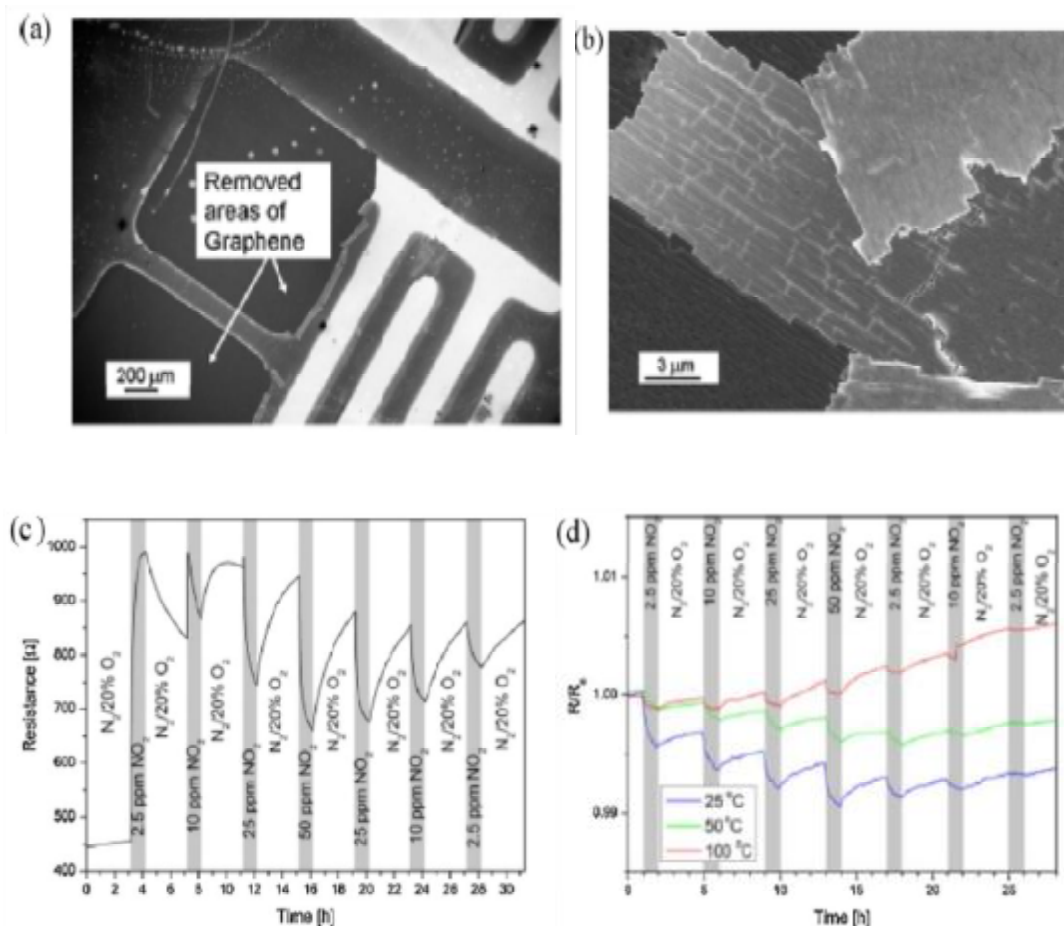 (a)
Removed
areas of
Graphene
200 µm
(b)
3 µm
(c)
Resistance [Ω]
1000
900
800
700
600
500
400
N₂/20% O₂
2.5 ppm NO₂
N₂/20% O₂
10 ppm NO₂
N₂/20% O₂
25 ppm NO₂
N₂/20% O₂
50 ppm NO₂
N₂/20% O₂
25 ppm NO₂
N₂/20% O₂
10 ppm NO₂
N₂/20% O₂
2.5 ppm NO₂
N₂/20% O₂
0 2 4 6 8 10 12 14 16 18 20 22 24 26 28 30
Time [h]
(d)
1.01
1.00
0.99
2.5 ppm NO₂
N₂/20% O₂
10 ppm NO₂
N₂/20% O₂
25 ppm NO₂
N₂/20% O₂
50 ppm NO₂
N₂/20% O₂
2.5 ppm NO₂
N₂/20% O₂
10 ppm NO₂
N₂/20% O₂
2.5 ppm NO₂
N₂/20% O₂
25 °C
50 °C
100 °C
Time [h]